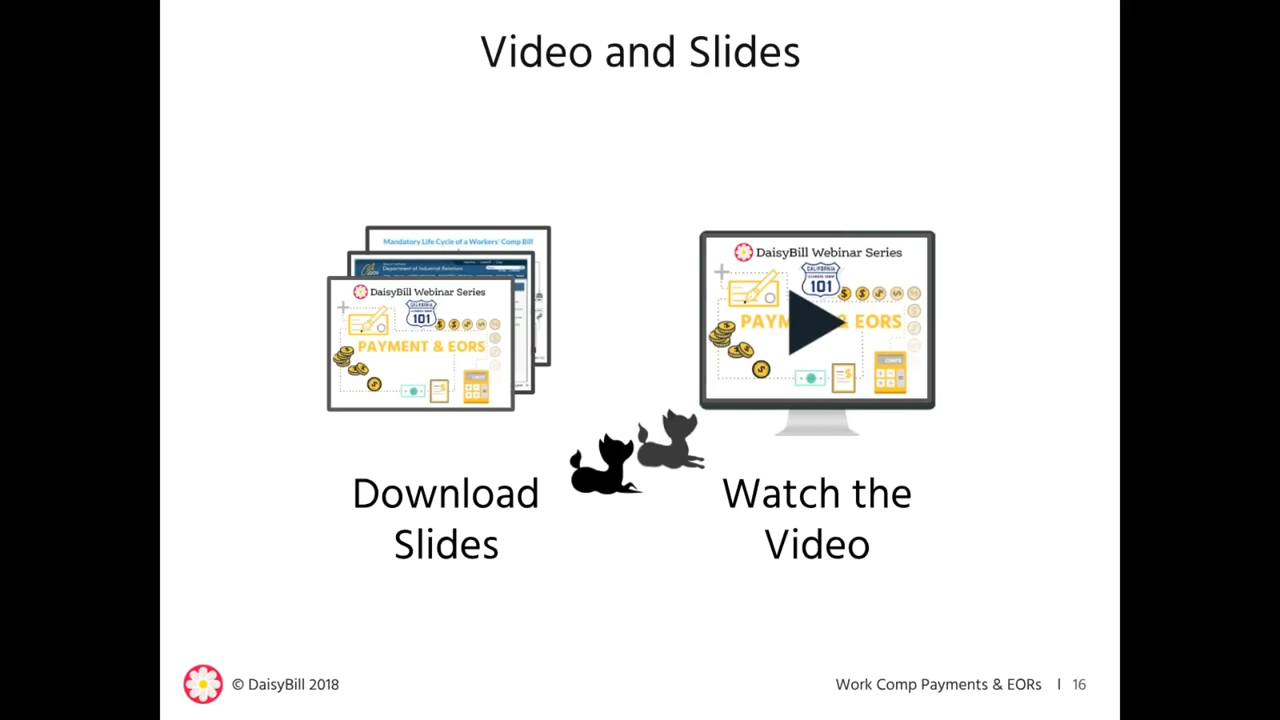 Video and Slides
Mandatory Life Cycle of a Workers' Comp Bill
Department of Industrial Relations
DaisyBill Webinar Series
CALIFORNIA
101
PAYMENT & EORS
DaisyBill Webinar Series
CALIFORNIA
101
PAYM & EORS
Download
Slides
Watch the
Video
© DaisyBill 2018
Work Comp Payments & EORs | 16